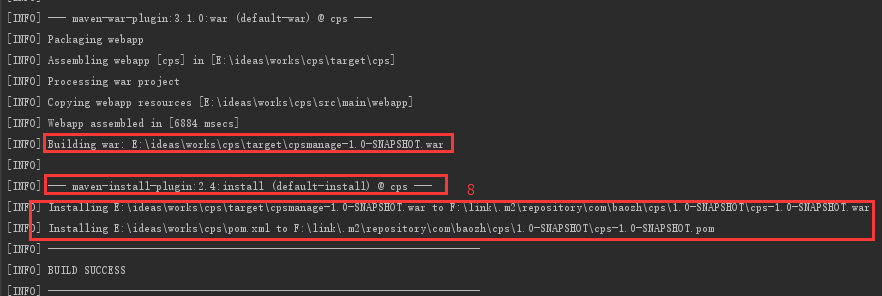 [INFO] --- maven-war-plugin:3.1.0:war (default-war) @ cps ---
[INFO] Packaging webapp
[INFO] Assembling webapp [cps] in [E:\ideas\works\cps\target\cps]
[INFO] Processing war project
[INFO] Copying webapp resources [E:\ideas\works\cps\src\main\webapp]
[INFO] Webapp assembled in [6884 msecs]
[INFO] Building war: E:\ideas\works\cps\target\cpsmanage-1.0-SNAPSHOT.war
[INFO]
[INFO] --- maven-install-plugin:2.4:install (default-install) @ cps ---
8
[INFO] Installing E:\ideas\works\cps\target\cpsmanage-1.0-SNAPSHOT.war to F:\link\.m2\repository\com\baozh\cps\1.0-SNAPSHOT\cps-1.0-SNAPSHOT.war
[INFO] Installing E:\ideas\works\cps\pom.xml to F:\link\.m2\repository\com\baozh\cps\1.0-SNAPSHOT\cps-1.0-SNAPSHOT.pom
[INFO] ------------------------------------------------------------------------
[INFO] BUILD SUCCESS
[INFO] ------------------------------------------------------------------------